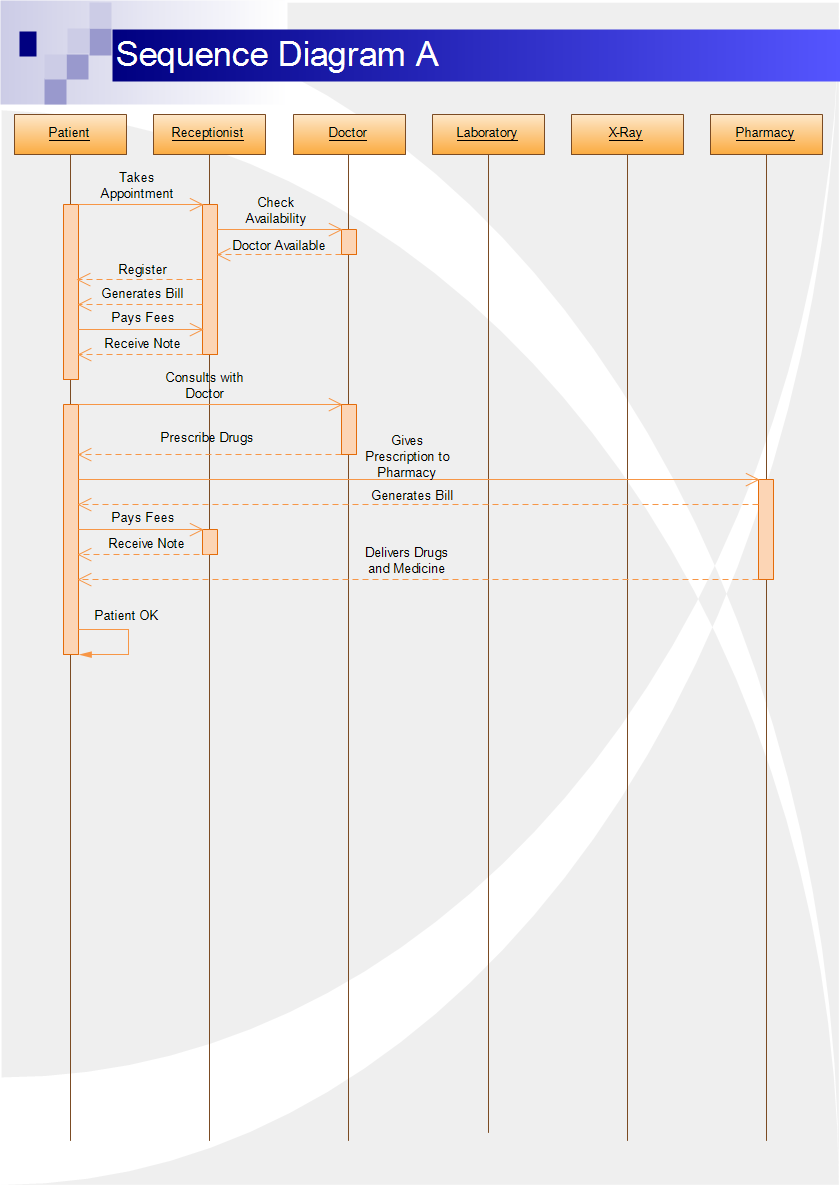 Sequence Diagram A
Patient
Receptionist
Doctor
Laboratory
X-Ray
Pharmacy
Takes
Appointment
Check
Availability
Doctor Available
Register
Generates Bill
Pays Fees
Receive Note
Consults with
Doctor
Prescribe Drugs
Gives
Prescription to
Pharmacy
Generates Bill
Pays Fees
Receive Note
Delivers Drugs
and Medicine
Patient OK